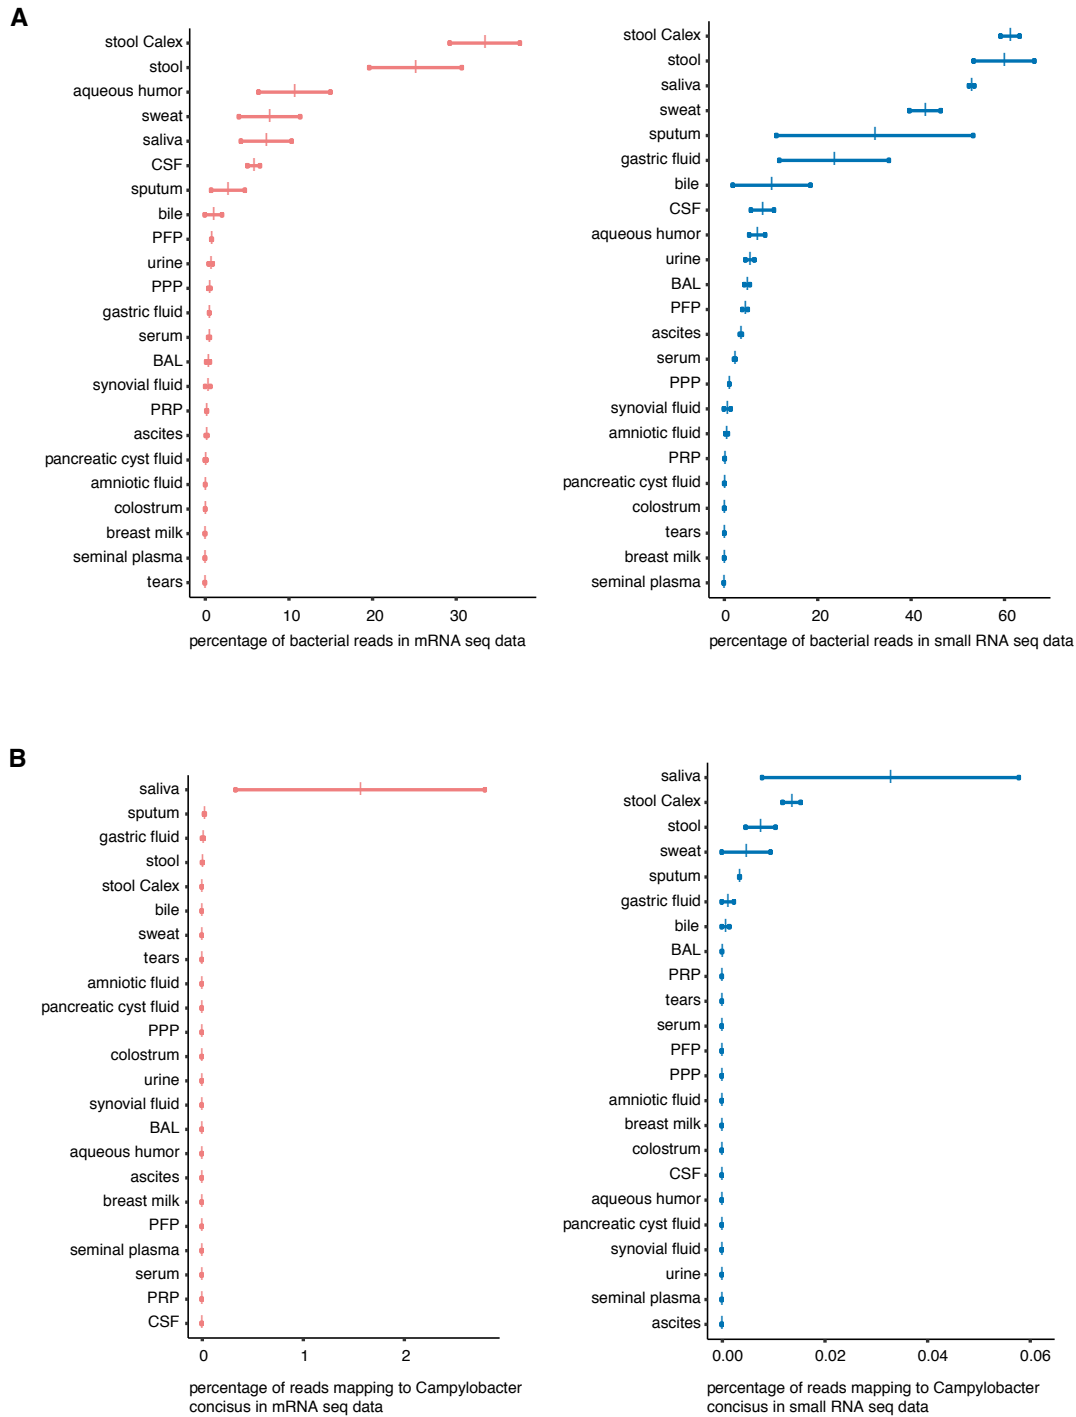 A
stool Calex
stool
aqueous humor
sweat
saliva
CSF
sputum
bile
PFP
urine
PPP
gastric fluid
serum
BAL
synovial fluid
PRP
ascites
pancreatic cyst fluid
amniotic fluid
colostrum
breast milk
seminal plasma
tears
0 10 20 30
percentage of bacterial reads in mRNA seq data
stool Calex
stool
saliva
sweat
sputum
gastric fluid
bile
CSF
aqueous humor
urine
BAL
PFP
ascites
serum
PPP
synovial fluid
amniotic fluid
PRP
pancreatic cyst fluid
colostrum
tears
breast milk
seminal plasma
0 20 40 60
percentage of bacterial reads in small RNA seq data
B
saliva
sputum
gastric fluid
stool
stool Calex
bile
sweat
tears
amniotic fluid
pancreatic cyst fluid
PPP
colostrum
urine
synovial fluid
BAL
aqueous humor
ascites
breast milk
PFP
seminal plasma
serum
PRP
CSF
0 1 2
percentage of reads mapping to Campylobacter
concisus in mRNA seq data
saliva
stool Calex
stool
sweat
sputum
gastric fluid
bile
BAL
PRP
tears
serum
PFP
PPP
amniotic fluid
breast milk
colostrum
CSF
aqueous humor
pancreatic cyst fluid
synovial fluid
urine
seminal plasma
ascites
0.00 0.02 0.04 0.06
percentage of reads mapping to Campylobacter
concisus in small RNA seq data